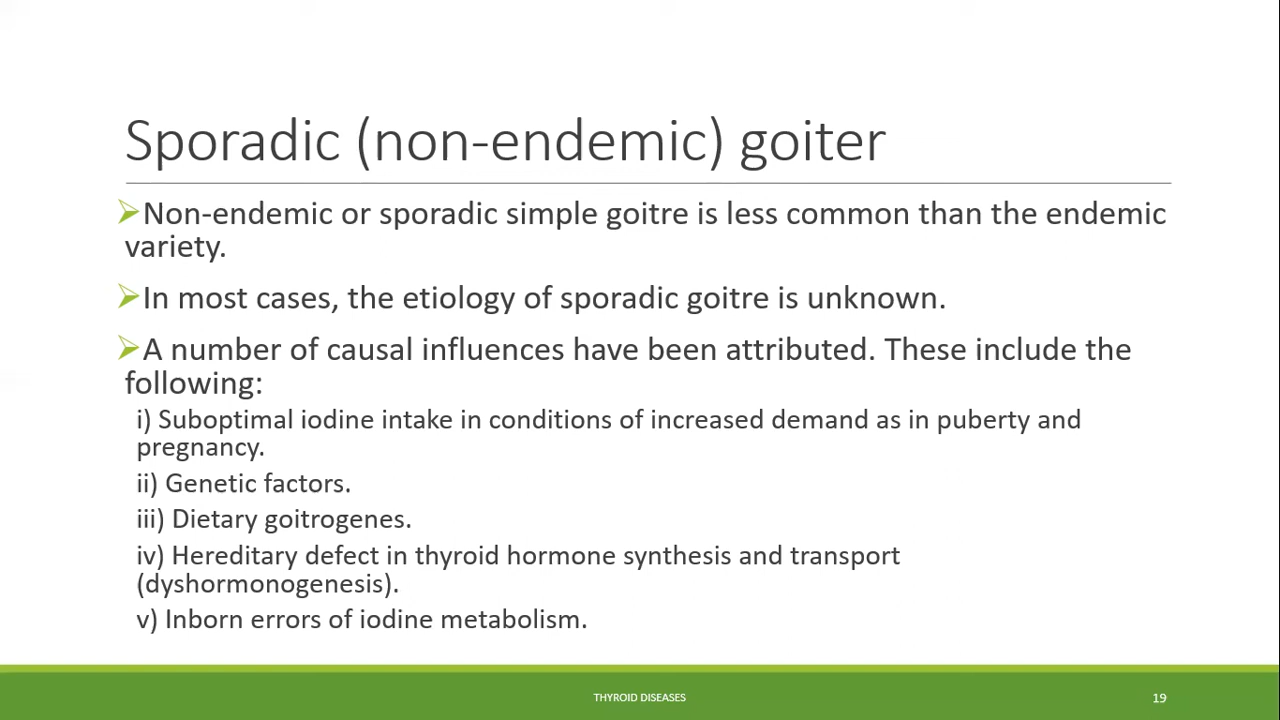 Sporadic (non-endemic) goiter
Non-endemic or sporadic simple goitre is less common than the endemic
variety.
In most cases, the etiology of sporadic goitre is unknown.
A number of causal influences have been attributed. These include the
following:
i) Suboptimal iodine intake in conditions of increased demand as in puberty and
pregnancy.
ii) Genetic factors.
iii) Dietary goitrogenes.
iv) Hereditary defect in thyroid hormone synthesis and transport
(dyshormonogenesis).
v) Inborn errors of iodine metabolism.
THYROID DISEASES
19